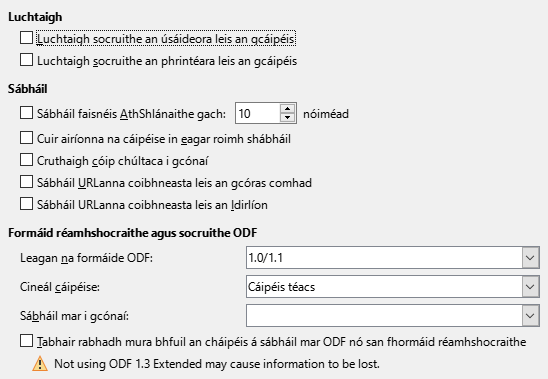 Luchtaigh
Luchtaigh socruithe an úsáideora leis an gcáipéis
Luchtaigh socruithe an phrintéara leis an gcáipéis
Sábháil
Sábháil faisnéis AthShlánaithe gach: 10 nóiméad
Cuir airíonna na cáipéise in eagar roimh shábháil
Cruthaigh cóip chúltaca i gcónaí
Sábháil URLanna coibhneasta leis an gcóras comhad
Sábháil URLanna coibhneasta leis an Idirlíon
Formáid réamhshocraithe agus socruithe ODF
Leagan na formáide ODF: 1.0/1.1
Cineál cáipéise: Cáipéis téacs
Sábháil mar i gcónaí:
Tabhair rabhadh mura bhfuil an cháipéis á sábháil mar ODF nó san fhormáid réamhshocraithe
Not using ODF 1.3 Extended may cause information to be lost.